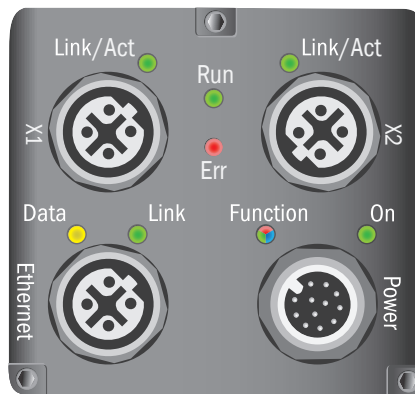 Link/Act
Run
Link/Act
X1
X2
Err
Data
Link
Function
On
Ethernet
Power